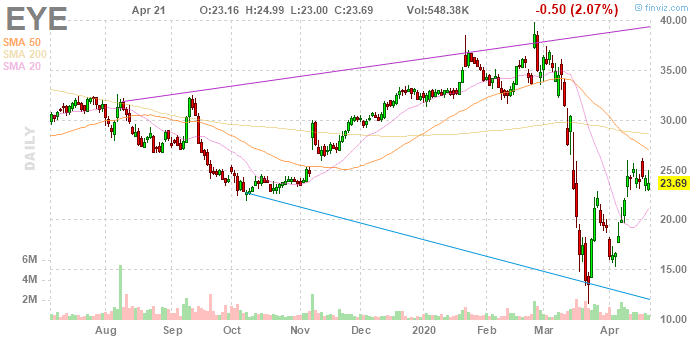 EYE Apr 21 O:23.16 H:24.99 L:23.00 C:23.69 Vol:548.38K -0.50 (2.07%)
© finviz.com
SMA 50
SMA 200
SMA 20
DAILY
40.00
35.00
30.00
25.00
23.69
20.00
15.00
10.00
6M
4M
2M
Aug Sep Oct Nov Dec 2020 Feb Mar Apr